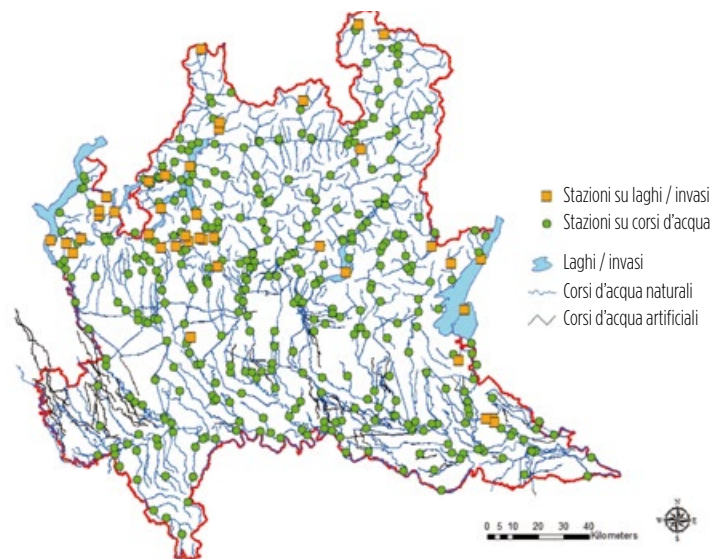 Stazioni su laghi / invasi
Stazioni su corsi d'acqua
Laghi / invasi
Corsi d'acqua naturali
Corsi d'acqua artificiali
N
W E
S
0 5 10 20 30 40
Kilometers